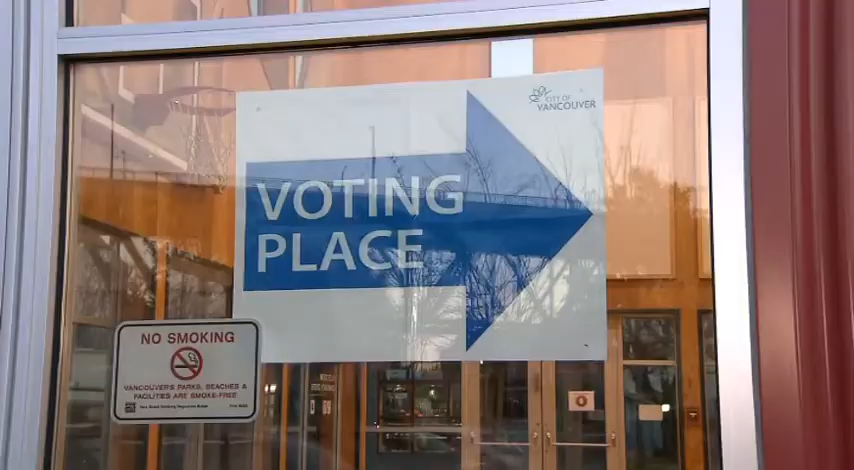 CITY OF
VANCOUVER
VOTING
PLACE
NO SMOKING
VANCOUVER'S PARKS, BEACHES &
FACILITIES ARE SMOKE-FREE